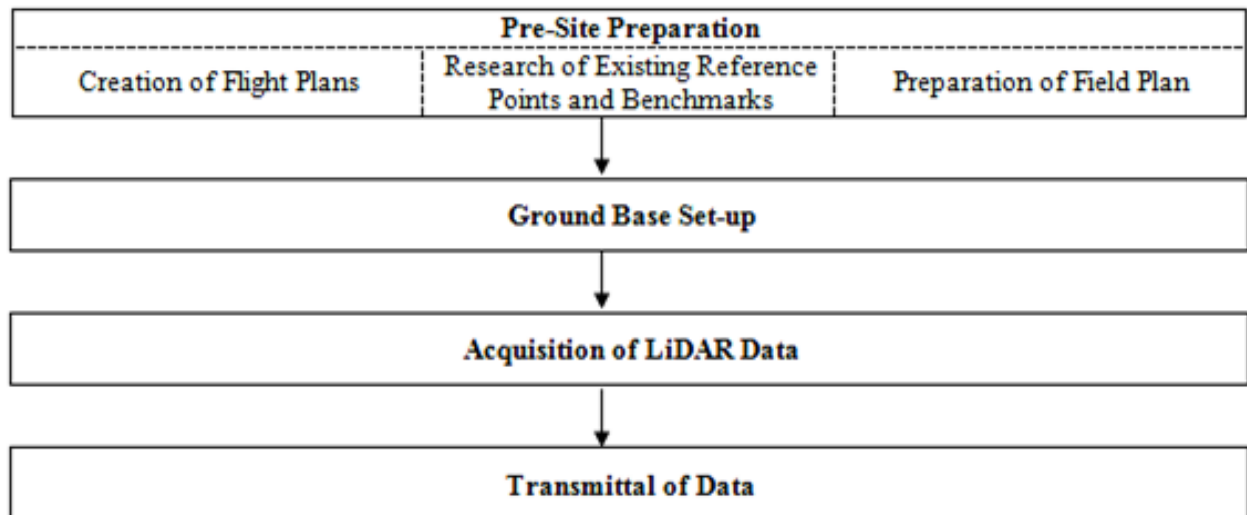 Pre-Site Preparation
Creation of Flight Plans
Research of Existing Reference
Points and Benchmarks
Preparation of Field Plan
Ground Base Set-up
Acquisition of LiDAR Data
Transmittal of Data